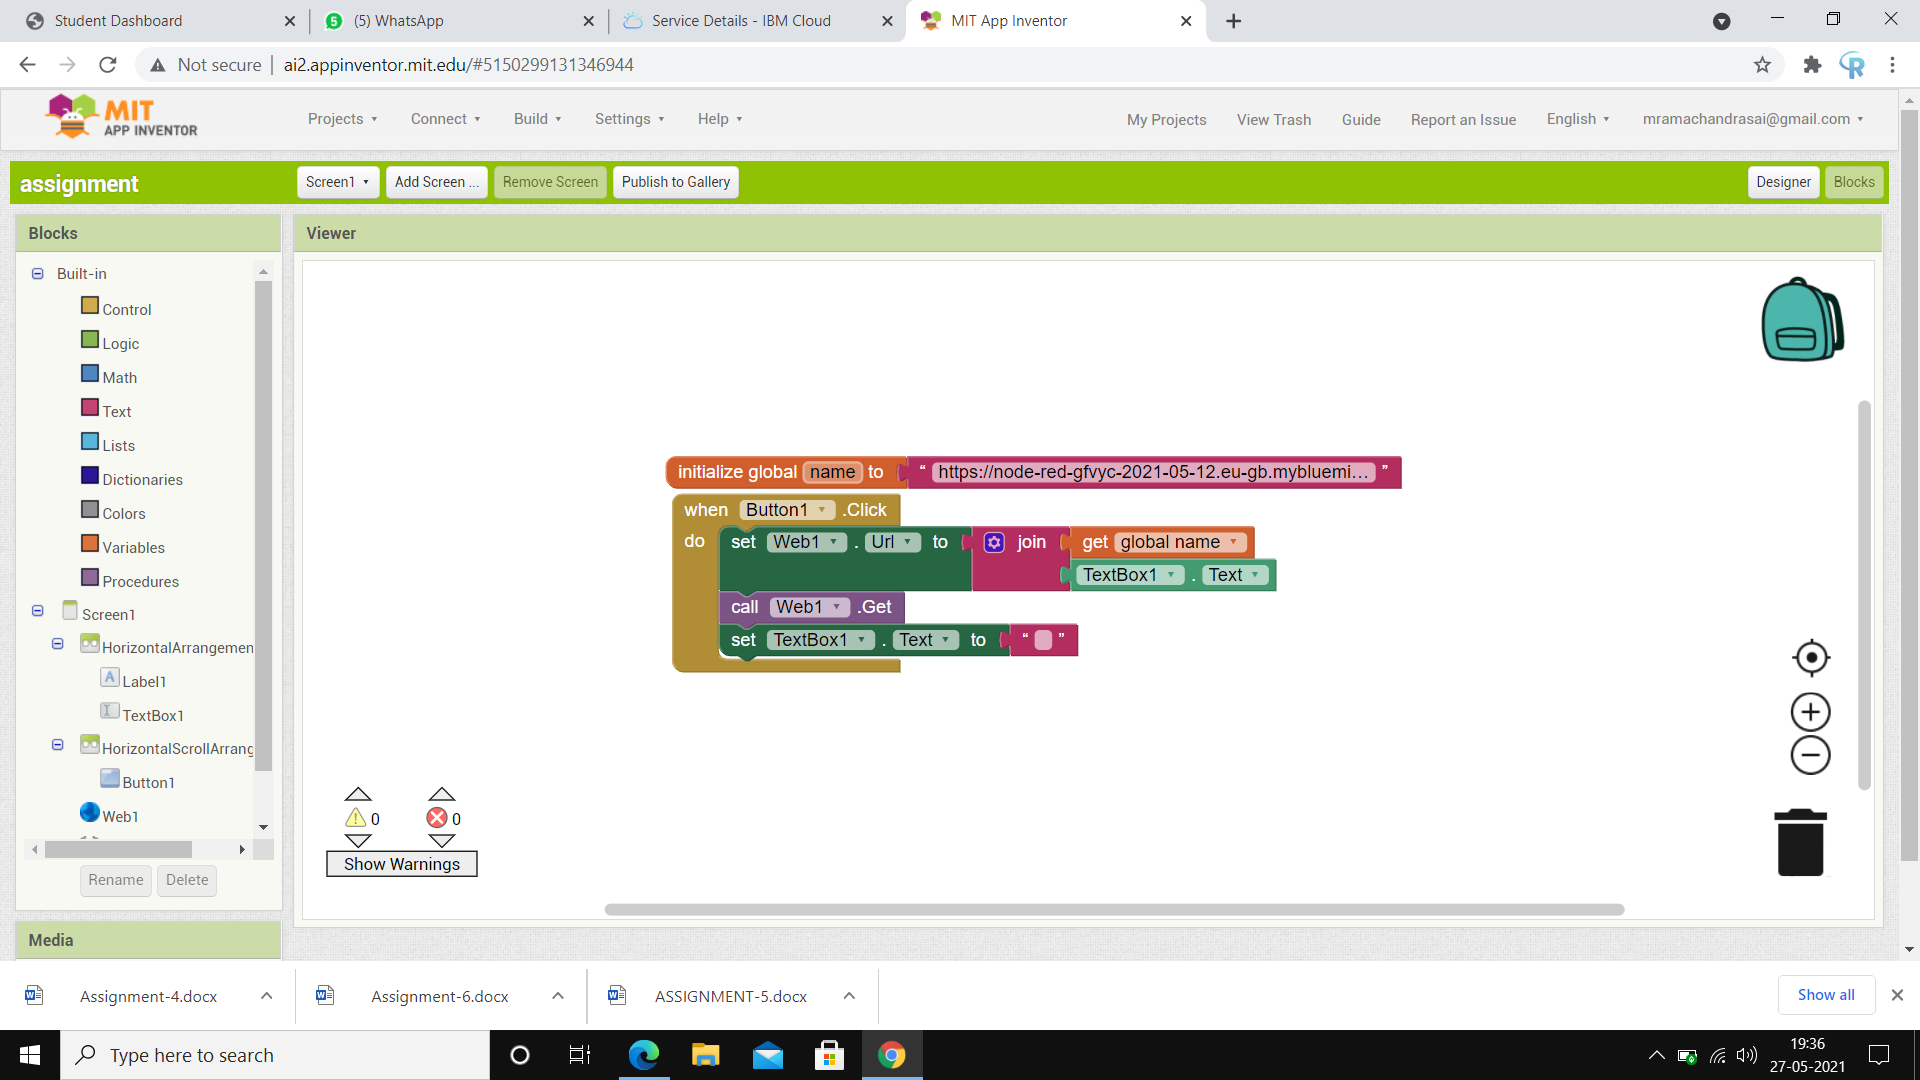 Student Dashboard
(5) WhatsApp
Service Details - IBM Cloud
MIT App Inventor
Not secure
ai2.appinventor.mit.edu/#5150299131346944
MIT
APP INVENTOR
Projects
Connect
Build
Settings
Help
My Projects
View Trash
Guide
Report an Issue
English
mramachandrasai@gmail.com
assignment
Screen1
Add Screen ...
Remove Screen
Publish to Gallery
Designer
Blocks
Blocks
Viewer
Built-in
Control
Logic
Math
Text
Lists
Dictionaries
Colors
Variables
Procedures
Screen1
HorizontalArrangemen
Label1
TextBox1
HorizontalScrollArrang
Button1
Web1
Rename
Delete
Media
initialize global name to “ https://node-red-gfvyc-2021-05-12.eu-gb.mybluemi... ”
when Button1 .Click
do set Web1 . Url to join get global name
TextBox1 . Text
call Web1 .Get
set TextBox1 . Text to “ ”
0
0
Show Warnings
Assignment-4.docx
Assignment-6.docx
ASSIGNMENT-5.docx
Show all
Type here to search
19:36
27-05-2021